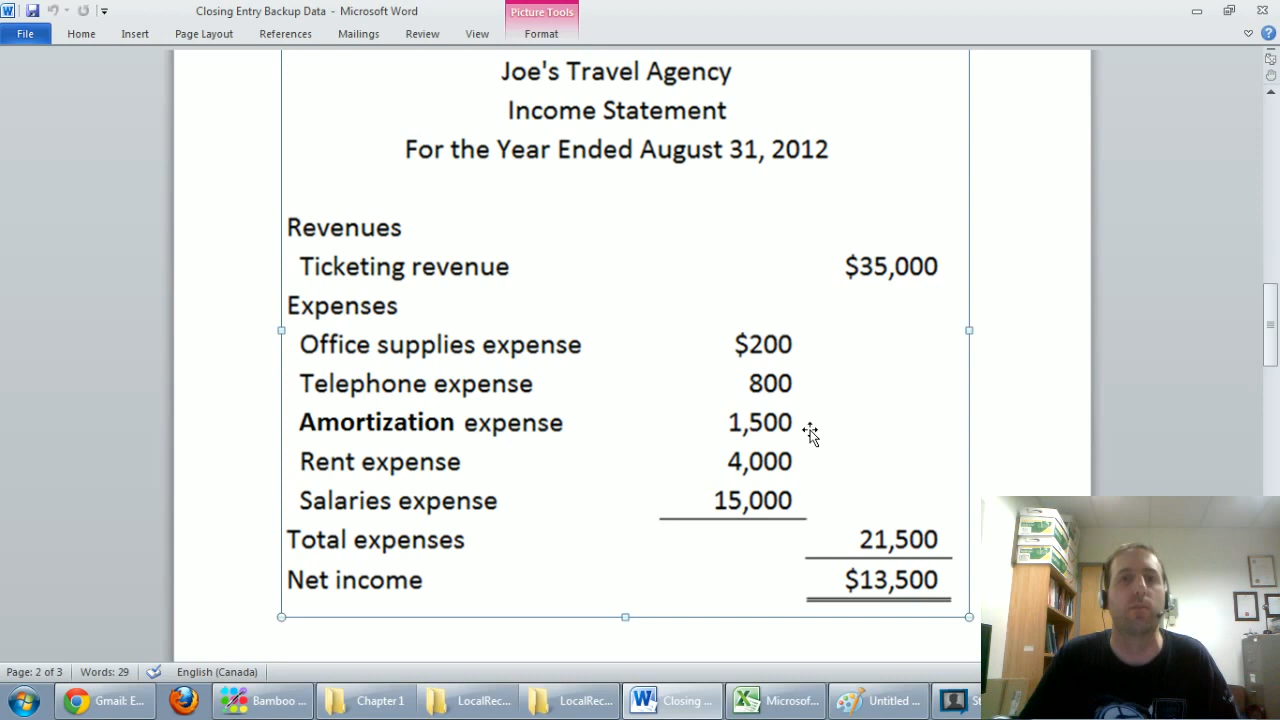 Closing Entry Backup Data - Microsoft Word
Picture Tools
File Home Insert Page Layout References Mailings Review View Format
Joe's Travel Agency
Income Statement
For the Year Ended August 31, 2012
Revenues
Ticketing revenue $35,000
Expenses
Office supplies expense $200
Telephone expense 800
Amortization expense 1,500
Rent expense 4,000
Salaries expense 15,000
Total expenses 21,500
Net income $13,500
Page: 2 of 3 Words: 29 English (Canada)
Gmail: E... Bamboo ... Chapter 1 LocalRec... LocalRec... Closing ... Microsof... Untitled ...